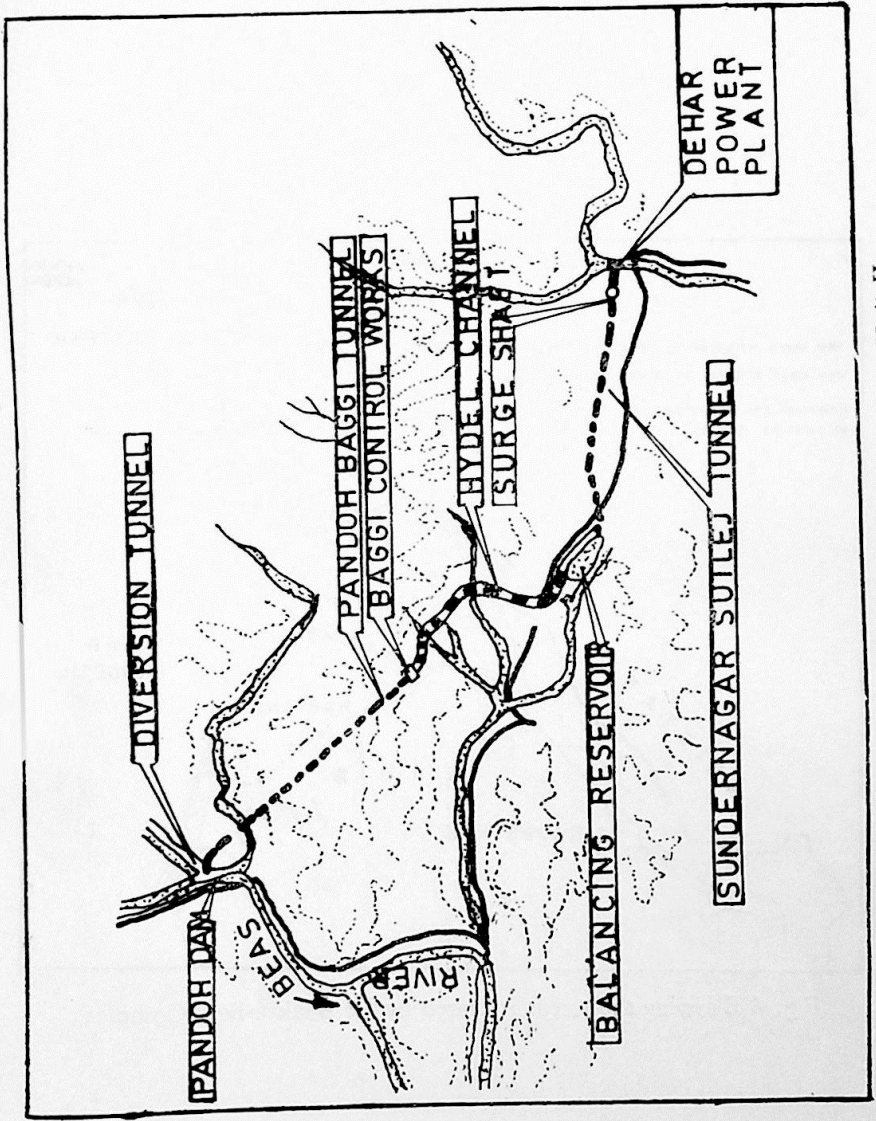 DIVERSION TUNNEL
PANDOH DAM
BEAS
RIVER
PANDOH BAGGI TUNNEL
BAGGI CONTROL WORKS
HYDEL CHANNEL
SURGE SHAFT
BALANCING RESERVOIR
SUNDERNAGAR SUTLEJ TUNNEL
DEHAR
POWER
PLANT